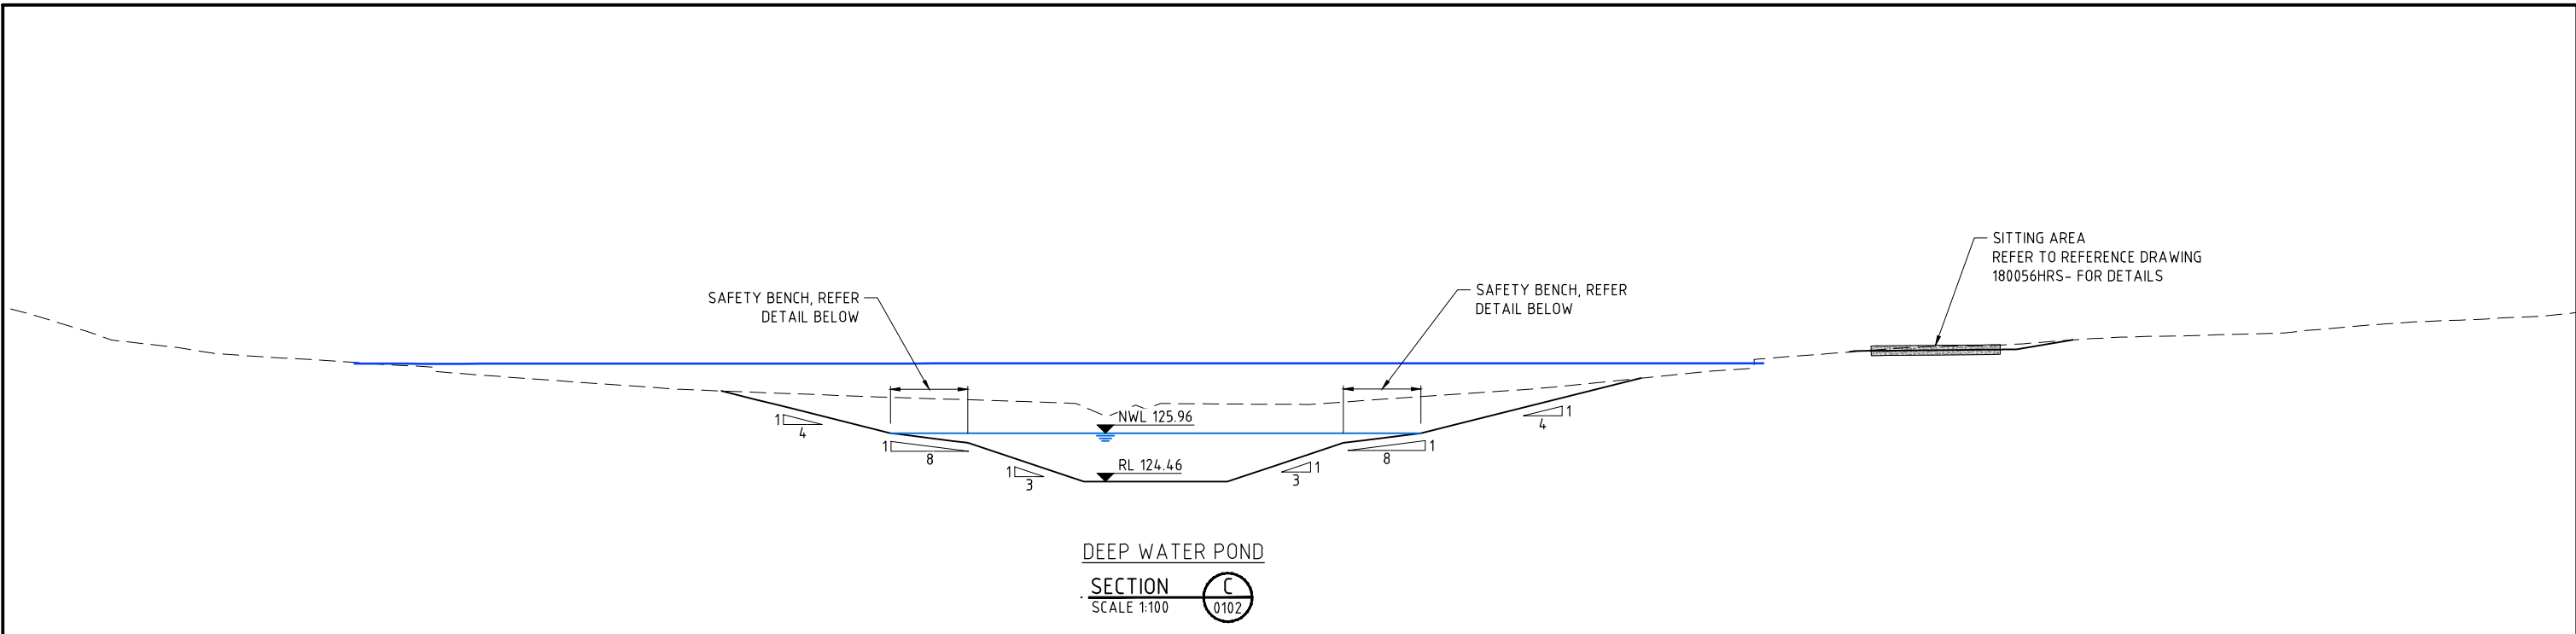 SITTING AREA
REFER TO REFERENCE DRAWING
180056HRS- FOR DETAILS
SAFETY BENCH, REFER
DETAIL BELOW
SAFETY BENCH, REFER
DETAIL BELOW
NWL 125.96
1
4
1
4
1
8
1
8
RL 124.46
1
3
1
3
DEEP WATER POND
SECTION
SCALE 1:100
C
0102